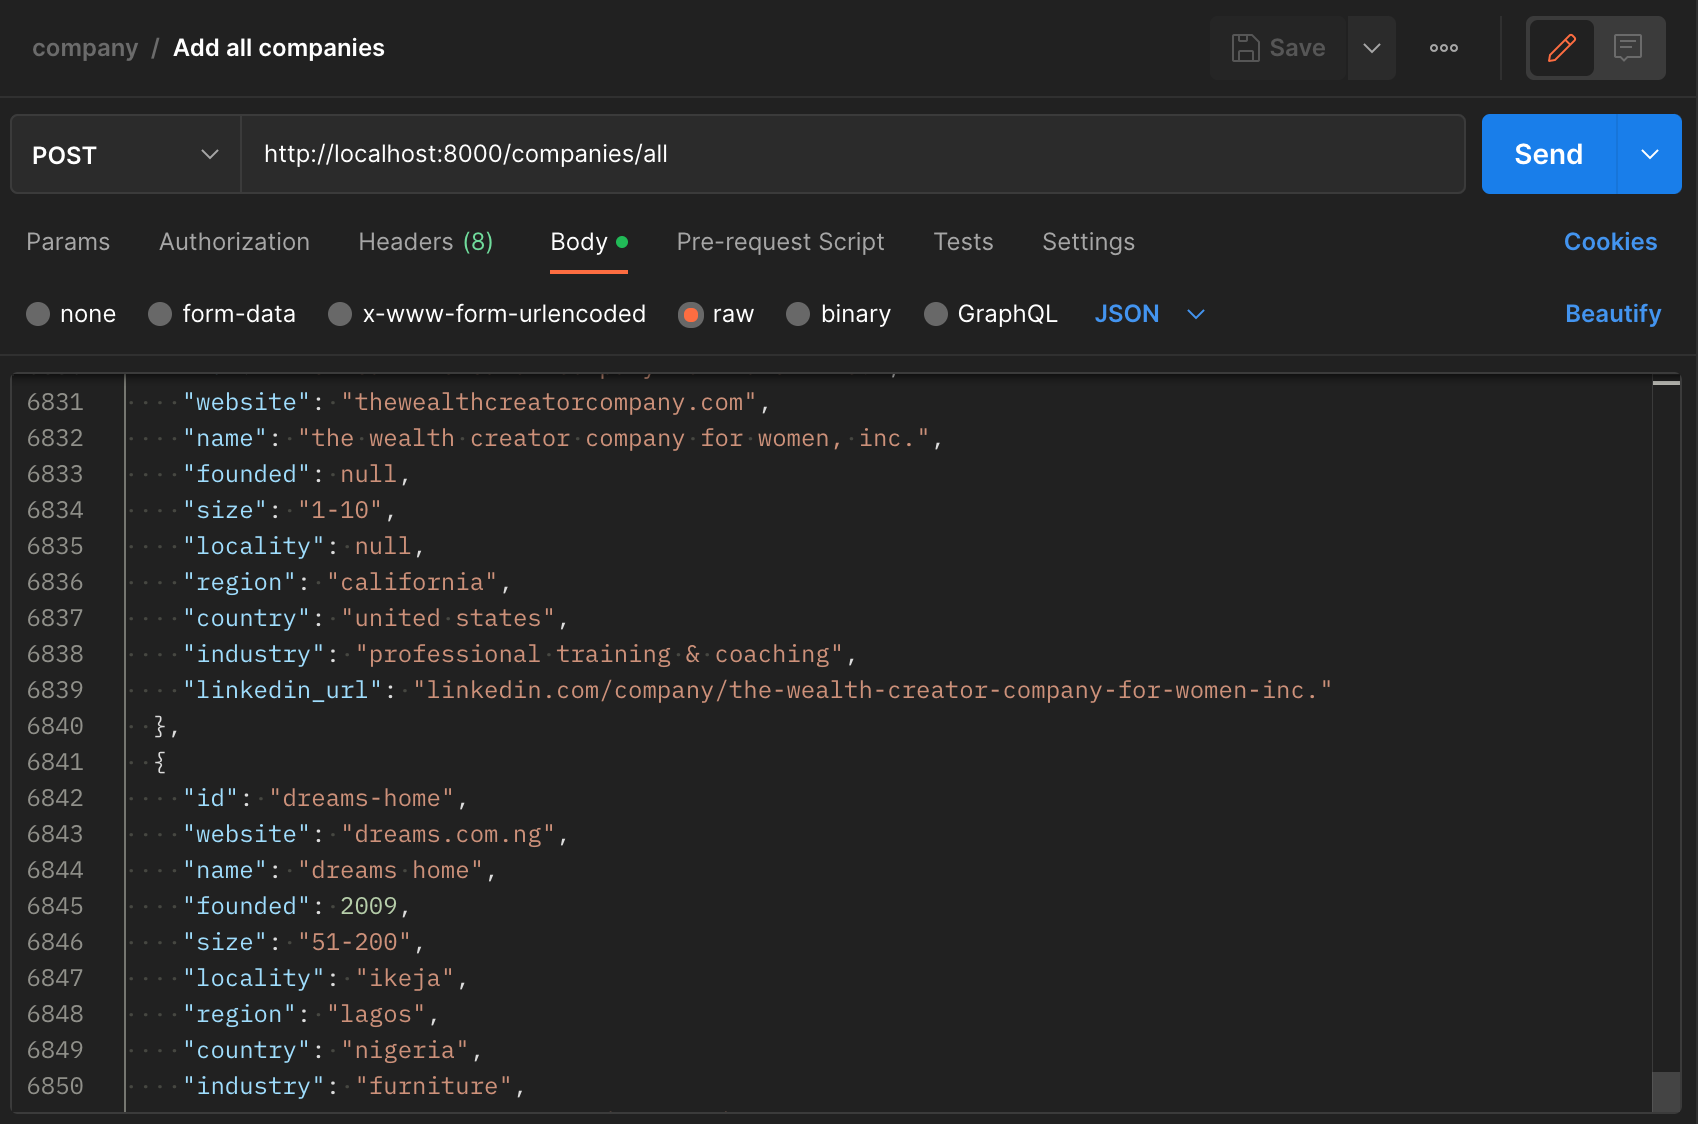 company / Add all companies
Save
POST
http://localhost:8000/companies/all
Send
Params Authorization Headers (8) Body Pre-request Script Tests Settings Cookies
none form-data x-www-form-urlencoded raw binary GraphQL JSON Beautify
6831 "website": "thewealthcreatorcompany.com",
6832 "name": "the wealth creator company for women, inc.",
6833 "founded": null,
6834 "size": "1-10",
6835 "locality": null,
6836 "region": "california",
6837 "country": "united states",
6838 "industry": "professional training & coaching",
6839 "linkedin_url": "linkedin.com/company/the-wealth-creator-company-for-women-inc."
6840 },
6841 {
6842 "id": "dreams-home",
6843 "website": "dreams.com.ng",
6844 "name": "dreams home",
6845 "founded": 2009,
6846 "size": "51-200",
6847 "locality": "ikeja",
6848 "region": "lagos",
6849 "country": "nigeria",
6850 "industry": "furniture",